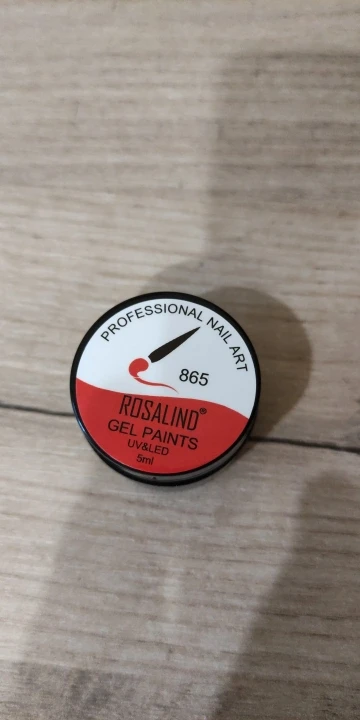 PROFESSIONAL NAIL ART
865
ROSALIND®
GEL PAINTS
UV&LED
5ml